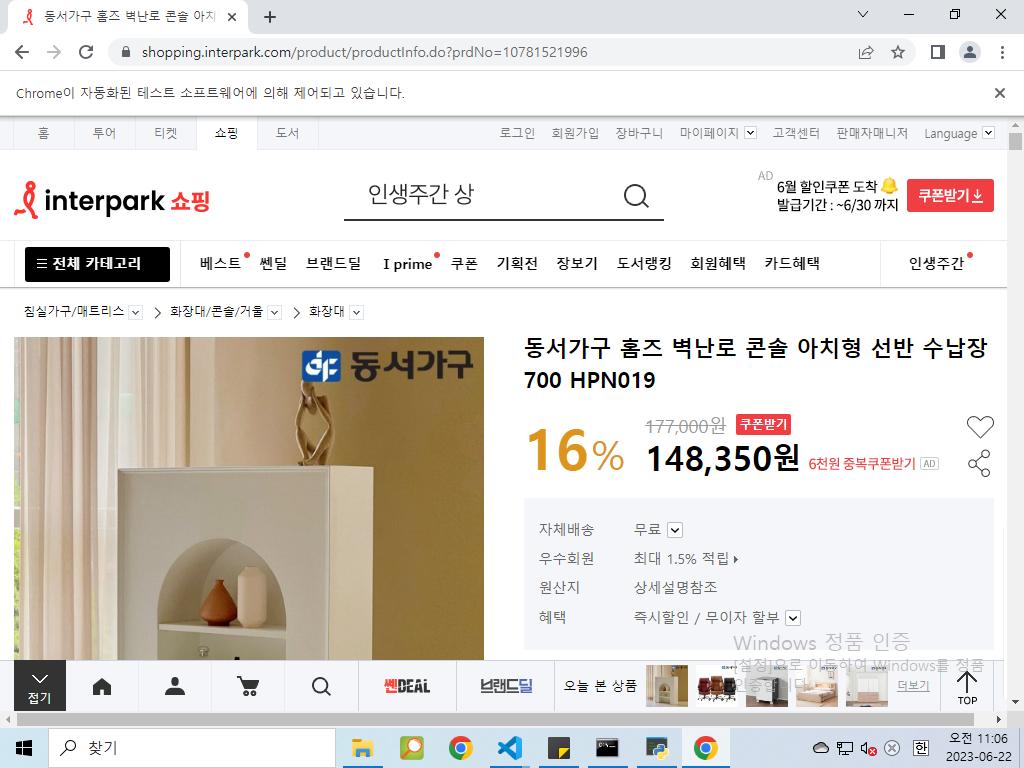 동서가구 홈즈 벽난로 콘솔 아치
shopping.interpark.com/product/productInfo.do?prdNo=10781521996
Chrome이 자동화된 테스트 소프트웨어에 의해 제어되고 있습니다.
홈 투어 티켓 쇼핑 도서 로그인 회원가입 장바구니 마이페이지 고객센터 판매자매니저 Language
interpark 쇼핑
인생주간 상
AD
6월 할인쿠폰 도착
발급기간 : ~6/30 까지
쿠폰받기
전체 카테고리 베스트 쎈딜 브랜드딜 I prime 쿠폰 기획전 장보기 도서랭킹 회원혜택 카드혜택 인생주간
침실가구/매트리스 화장대/콘솔/거울 화장대
동서가구
동서가구 홈즈 벽난로 콘솔 아치형 선반 수납장
700 HPN019
16%
177,000원 쿠폰받기
148,350원 6천원 중복쿠폰받기 AD
자체배송 무료
우수회원 최대 1.5% 적립
원산지 상세설명참조
혜택 즉시할인 / 무이자 할부
Windows 정품 인증
[설정]으로 이동하여 Windows를 정품
인증합니다.
접기
쎈DEAL
브랜드딜
오늘 본 상품
더보기
TOP
찾기
한
오전 11:06
2023-06-22